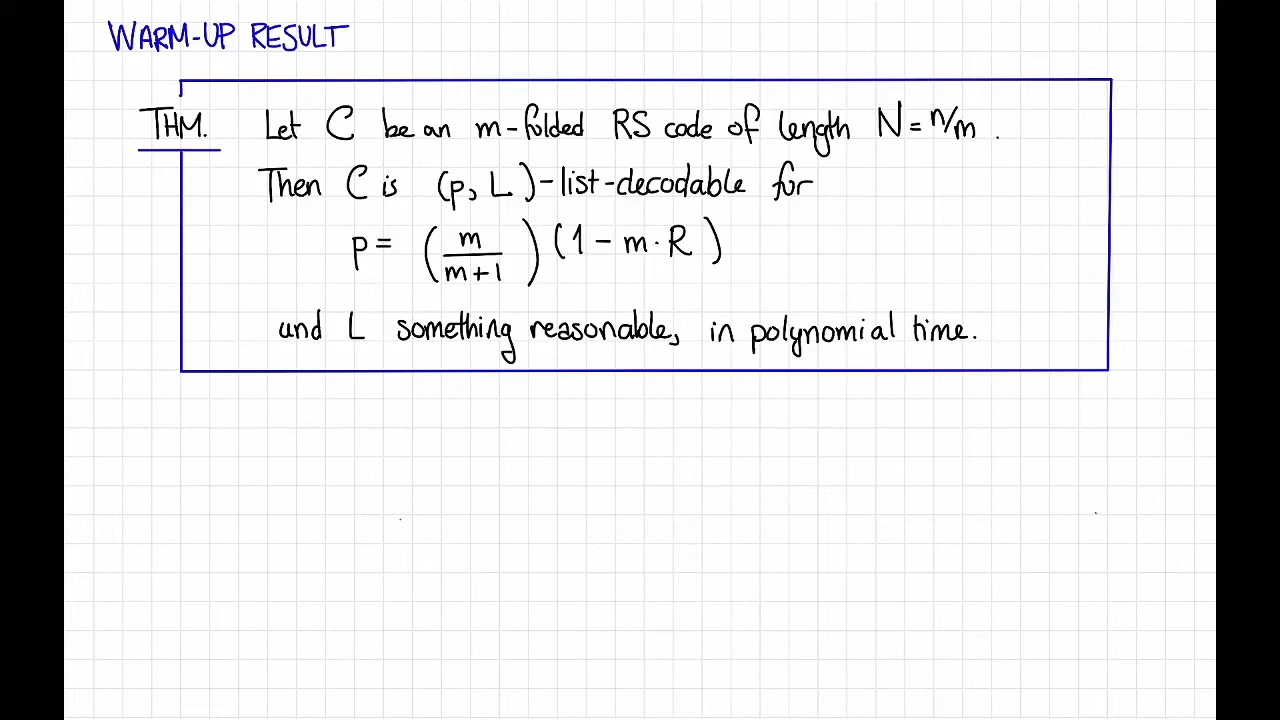 WARM-UP RESULT
THM. Let C be an m-folded RS code of length N = n/m .
Then C is (p, L)-list-decodable for
p = (m/(m+1)) (1 - m · R)
and L something reasonable, in polynomial time.